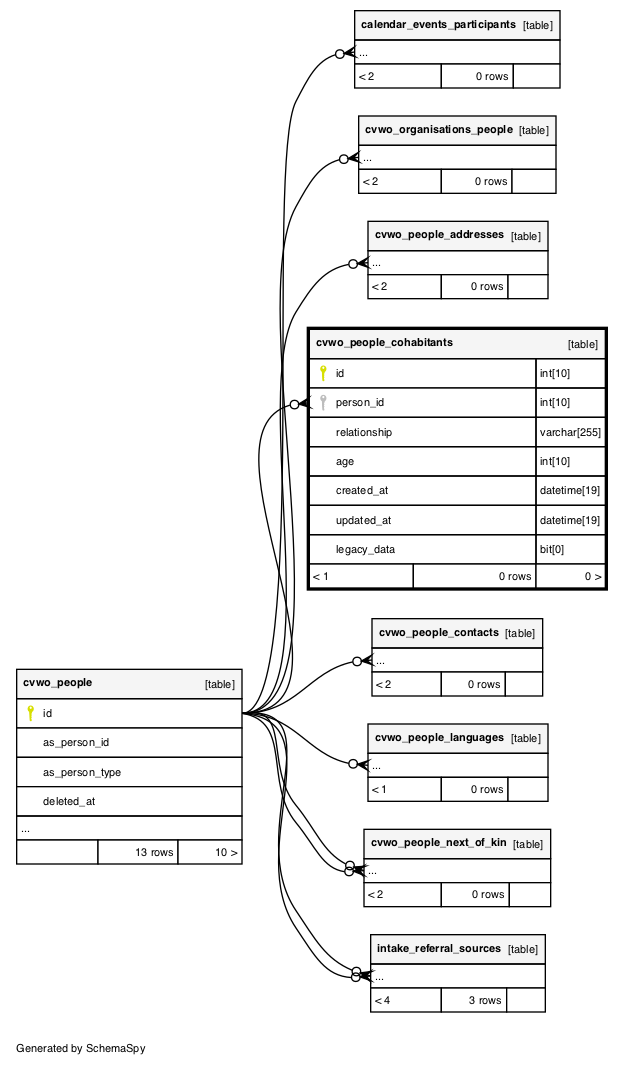 calendar_events_participants [table]
...
< 2 0 rows
cvwo_organisations_people [table]
...
< 2 0 rows
cvwo_people_addresses [table]
...
< 2 0 rows
cvwo_people_cohabitants [table]
id int[10]
person_id int[10]
relationship varchar[255]
age int[10]
created_at datetime[19]
updated_at datetime[19]
legacy_data bit[0]
< 1 0 rows 0 >
cvwo_people_contacts [table]
...
< 2 0 rows
cvwo_people [table]
id
as_person_id
as_person_type
deleted_at
...
13 rows 10 >
cvwo_people_languages [table]
...
< 1 0 rows
cvwo_people_next_of_kin [table]
...
< 2 0 rows
intake_referral_sources [table]
...
< 4 3 rows
Generated by SchemaSpy